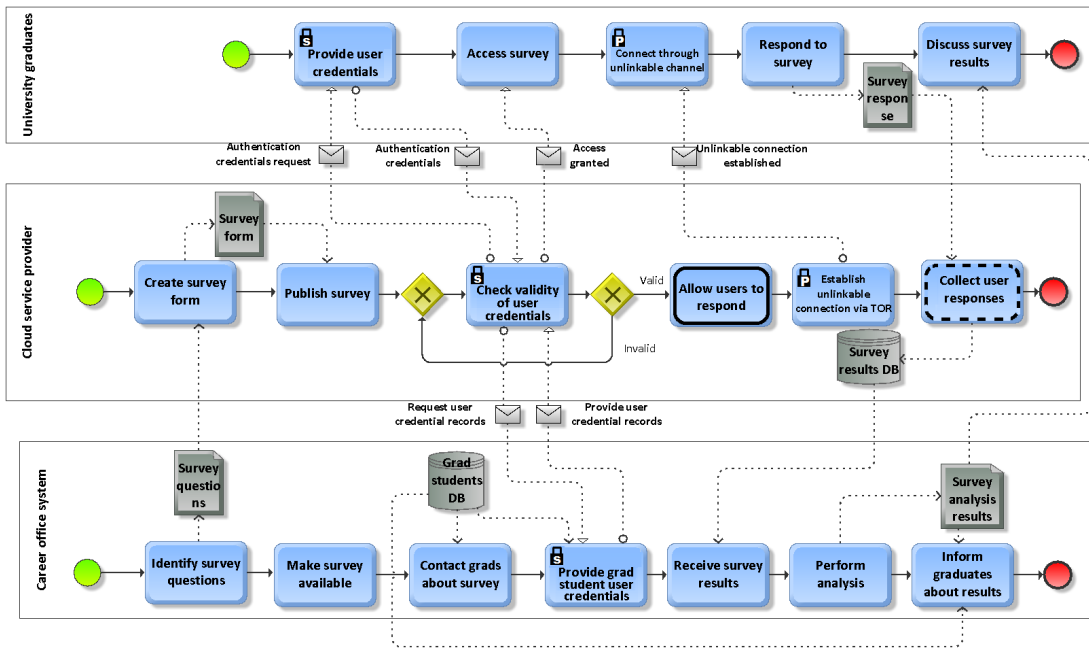 University graduates
S
Provide user
credentials
Access survey
P
Connect through
unlinkable channel
Respond to
survey
Discuss survey
results
Survey
respon
se
Authentication
credentials request
Authentication
credentials
Access
granted
Unlinkable connection
established
Cloud service provider
Survey
form
Create survey
form
Publish survey
S
Check validity
of user
credentials
Valid
Invalid
Allow users to
respond
P
Establish
unlinkable
connection via TOR
Collect user
responses
Survey
results DB
Request user
credential records
Provide user
credential records
Career office system
Survey
questio
ns
Grad
students
DB
Survey
analysis
results
Identify survey
questions
Make survey
available
Contact grads
about survey
S
Provide grad
student user
credentials
Receive survey
results
Perform
analysis
Inform
graduates
about results